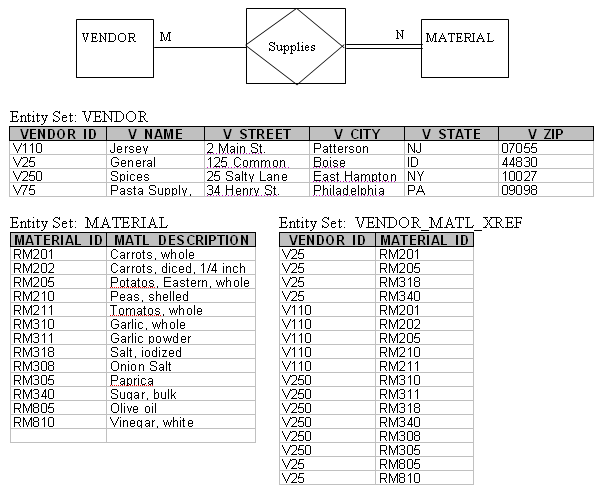 VENDOR M Supplies N MATERIAL
Entity Set: VENDOR
VENDOR ID V NAME V STREET V CITY V STATE V ZIP
V110 Jersey 2 Main St. Patterson NJ 07055
V25 General 125 Common Boise ID 44830
V250 Spices 25 Salty Lane East Hampton NY 10027
V75 Pasta Supply, 34 Henry St. Philadelphia PA 09098
Entity Set: MATERIAL
MATERIAL ID MATL DESCRIPTION
RM201 Carrots, whole
RM202 Carrots, diced, 1/4 inch
RM205 Potatos, Eastern, whole
RM210 Peas, shelled
RM211 Tomatos, whole
RM310 Garlic, whole
RM311 Garlic powder
RM318 Salt, iodized
RM308 Onion Salt
RM305 Paprica
RM340 Sugar, bulk
RM805 Olive oil
RM810 Vinegar, white
Entity Set: VENDOR_MATL_XREF
VENDOR ID MATERIAL ID
V25 RM201
V25 RM205
V25 RM318
V25 RM340
V110 RM201
V110 RM202
V110 RM205
V110 RM210
V110 RM211
V250 RM310
V250 RM311
V250 RM318
V250 RM340
V250 RM308
V250 RM305
V25 RM805
V25 RM810